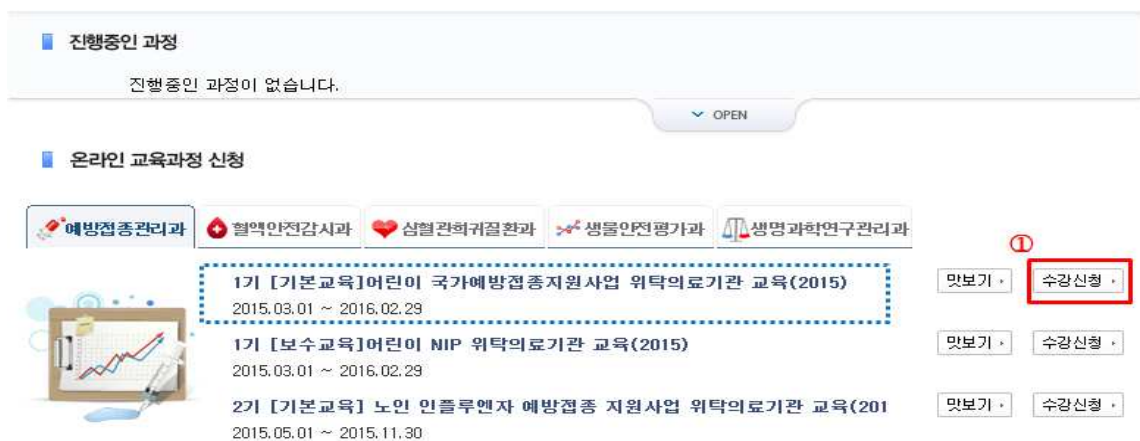 진행중인 과정
진행중인 과정이 없습니다.
OPEN
온라인 교육과정 신청
예방접종관리과 혈액안전감시과 심혈관희귀질환과 생물안전평가과 생명과학연구관리과
①
1기 [기본교육]어린이 국가예방접종지원사업 위탁의료기관 교육(2015) 맛보기 수강신청
2015.03.01 ~ 2016.02.29
1기 [보수교육]어린이 NIP 위탁의료기관 교육(2015) 맛보기 수강신청
2015.03.01 ~ 2016.02.29
2기 [기본교육] 노인 인플루엔자 예방접종 지원사업 위탁의료기관 교육(201 맛보기 수강신청
2015.05.01 ~ 2015.11.30